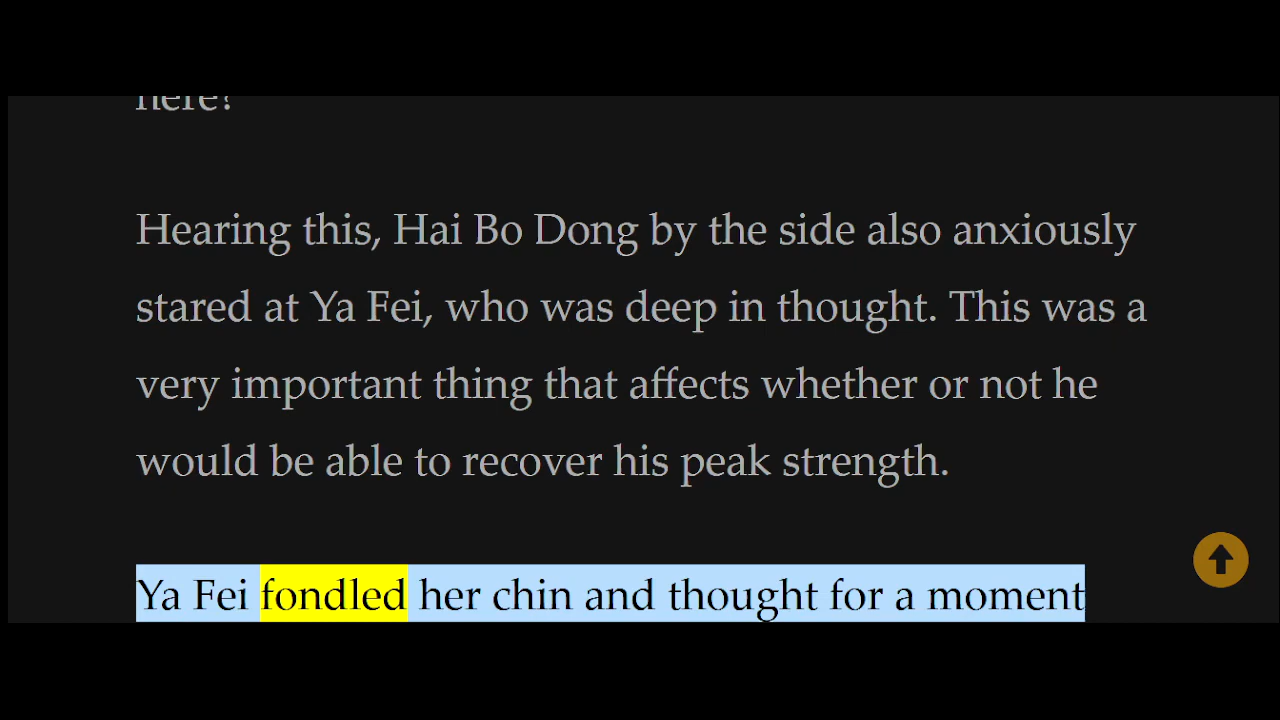 here?
Hearing this, Hai Bo Dong by the side also anxiously
stared at Ya Fei, who was deep in thought. This was a
very important thing that affects whether or not he
would be able to recover his peak strength.
Ya Fei fondled her chin and thought for a moment